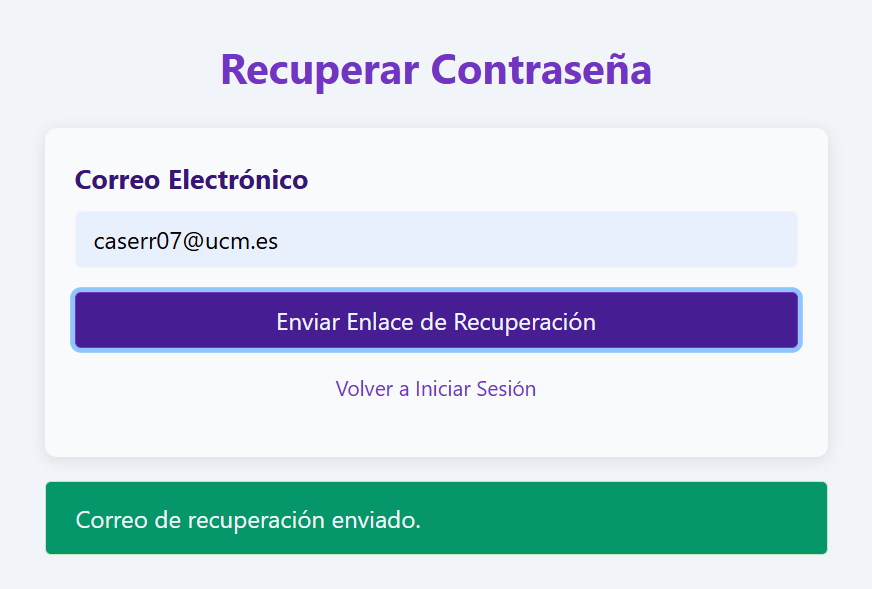 Recuperar Contraseña
Correo Electrónico
caserr07@ucm.es
Enviar Enlace de Recuperación
Volver a Iniciar Sesión
Correo de recuperación enviado.